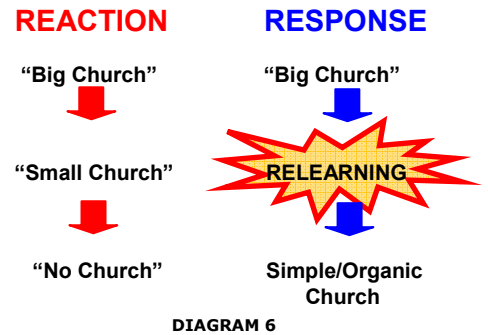 REACTION
“Big Church”
“Small Church”
“No Church”
RESPONSE
“Big Church”
RELEARNING
Simple/Organic
Church
DIAGRAM 6